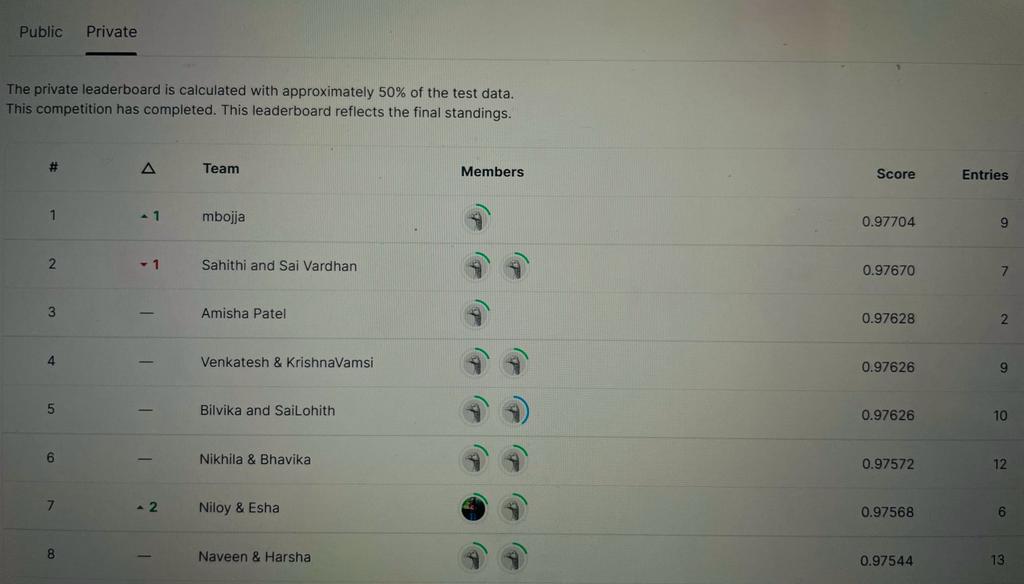 Public Private
The private leaderboard is calculated with approximately 50% of the test data.
This competition has completed. This leaderboard reflects the final standings.
# △ Team Members Score Entries
1 ▲ 1 mbojja 0.97704 9
2 ▼ 1 Sahithi and Sai Vardhan 0.97670 7
3 — Amisha Patel 0.97628 2
4 — Venkatesh & KrishnaVamsi 0.97626 9
5 — Bilvika and SaiLohith 0.97626 10
6 — Nikhila & Bhavika 0.97572 12
7 ▲ 2 Niloy & Esha 0.97568 6
8 — Naveen & Harsha 0.97544 13